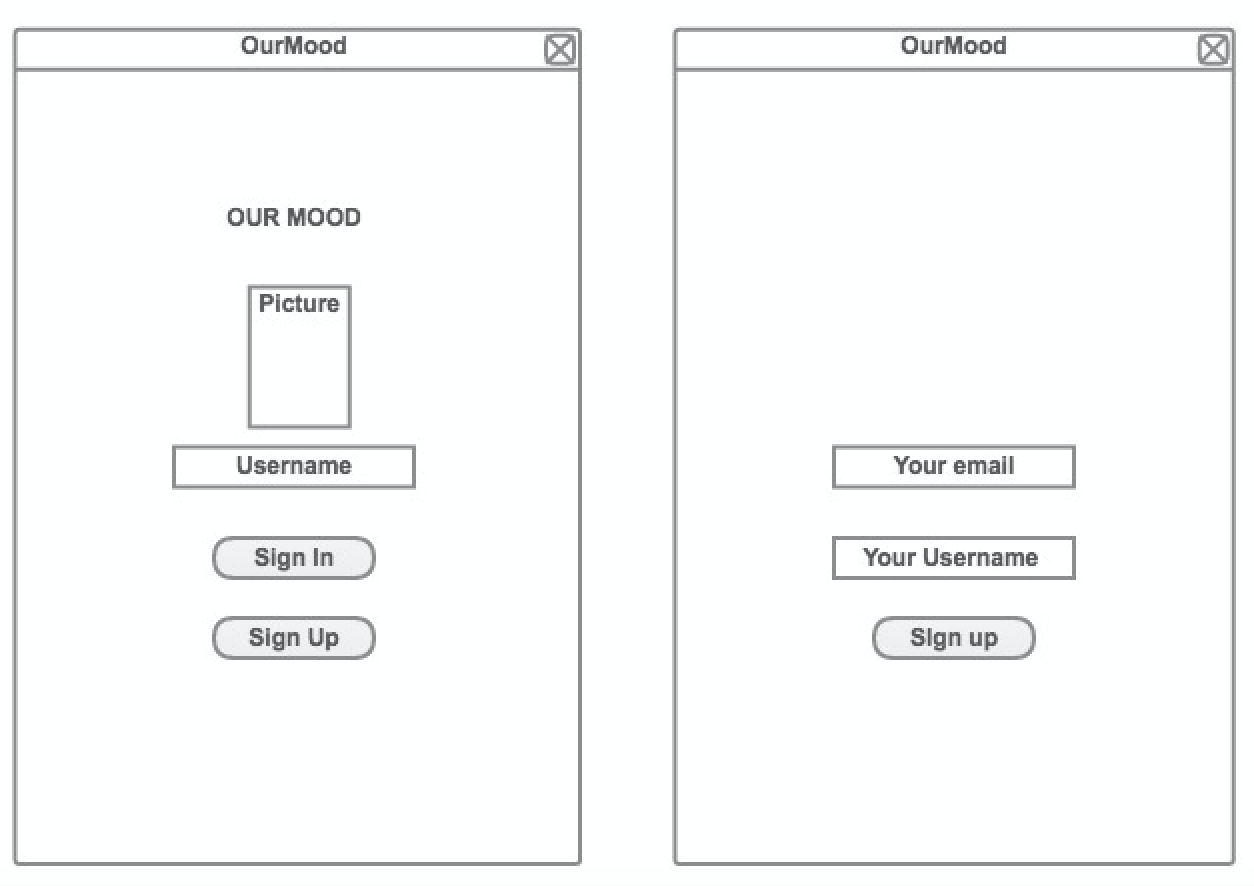 OurMood
OUR MOOD
Picture
Username
Sign In
Sign Up
OurMood
Your email
Your Username
SIgn up